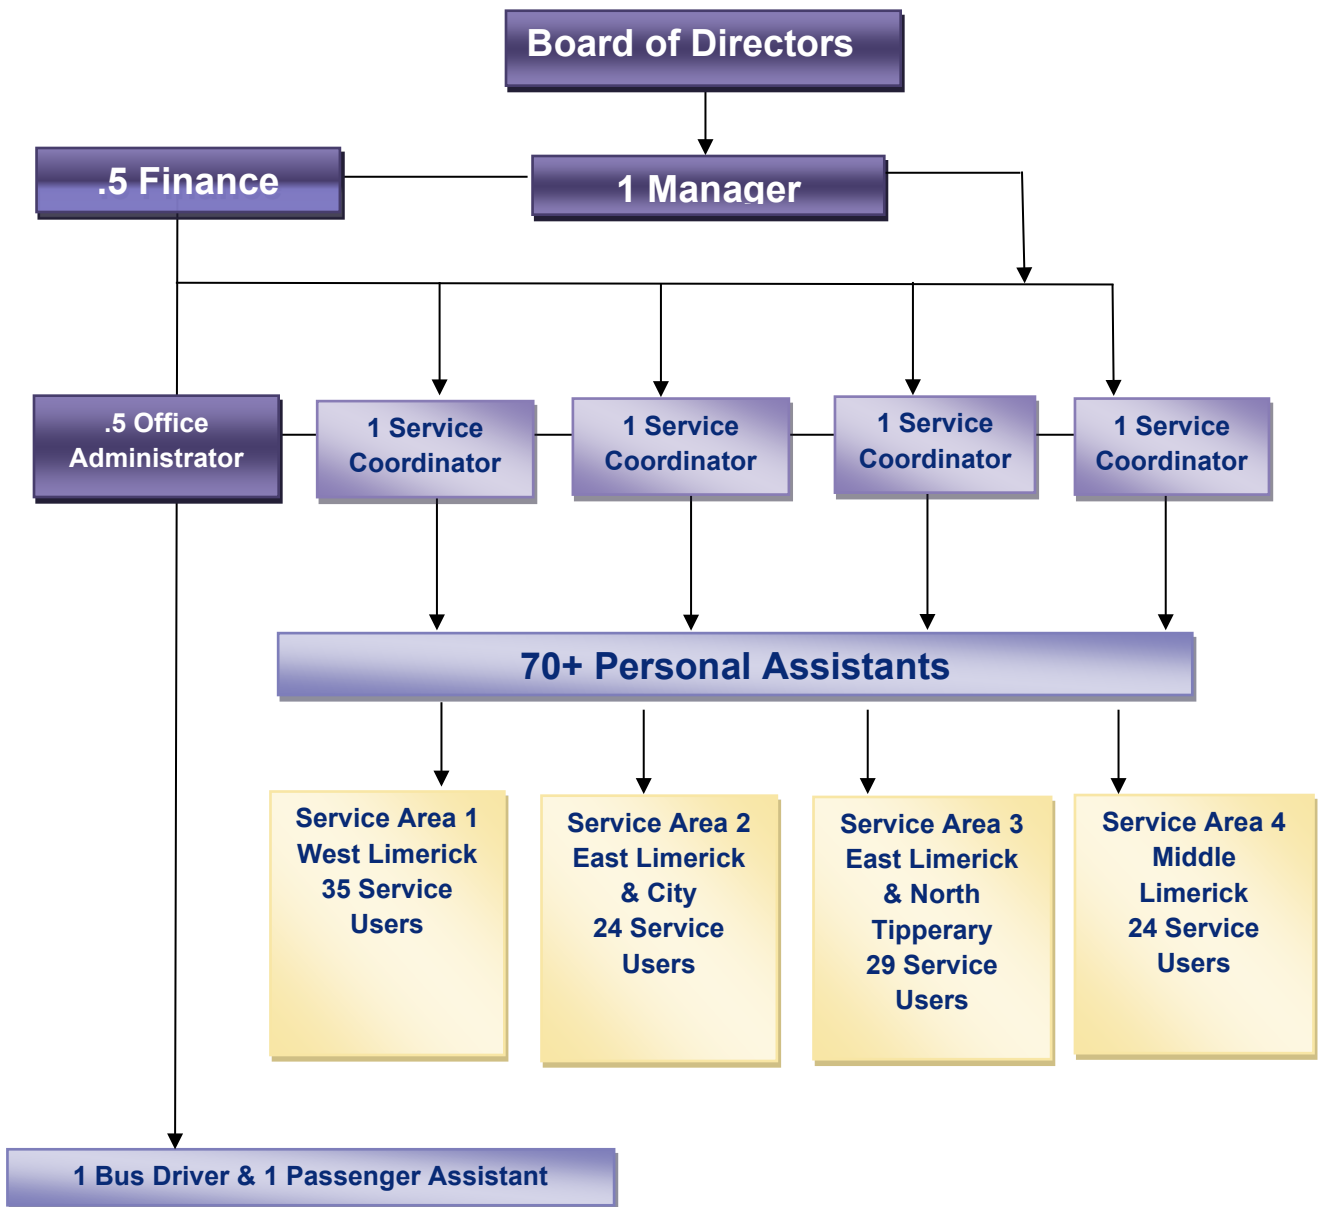 Board of Directors
.5 Finance
1 Manager
.5 Office
Administrator
1 Service
Coordinator
1 Service
Coordinator
1 Service
Coordinator
1 Service
Coordinator
70+ Personal Assistants
Service Area 1
West Limerick
35 Service
Users
Service Area 2
East Limerick
& City
24 Service
Users
Service Area 3
East Limerick
& North
Tipperary
29 Service
Users
Service Area 4
Middle
Limerick
24 Service
Users
1 Bus Driver & 1 Passenger Assistant